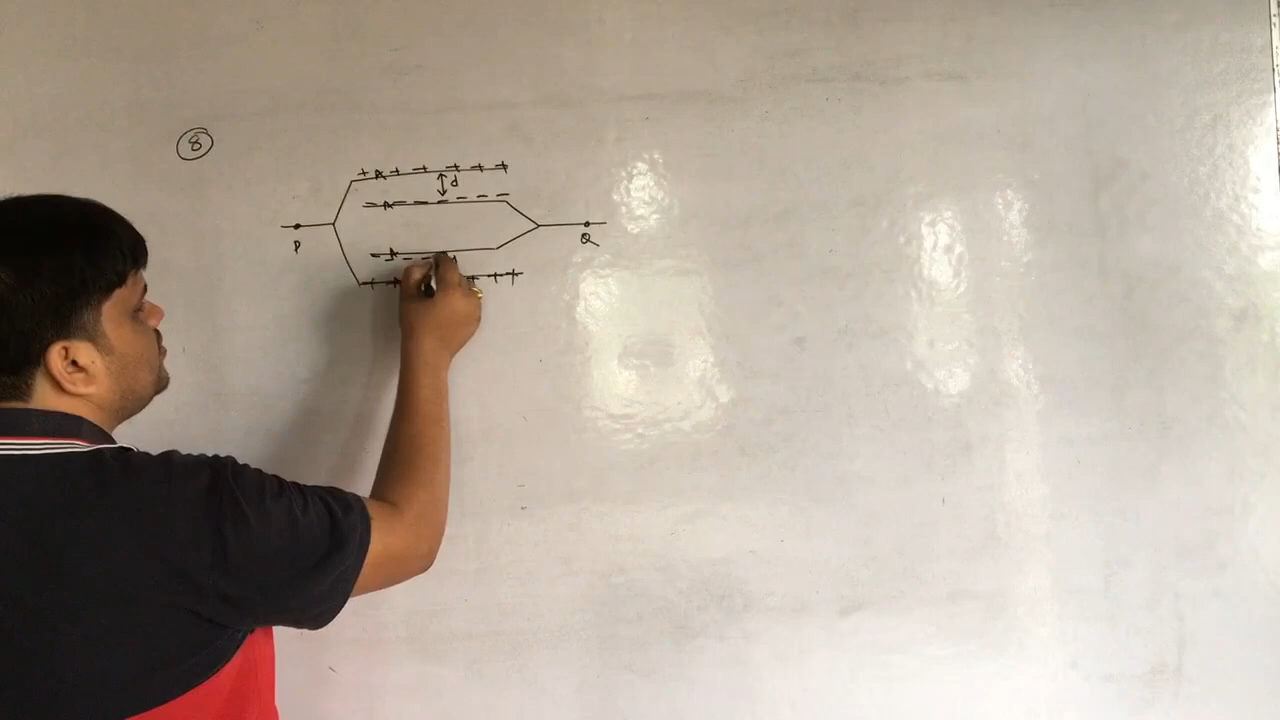 8
+ A + + + + +
d
- A - - - - - -
P
Q
A
- -
+ + + + +